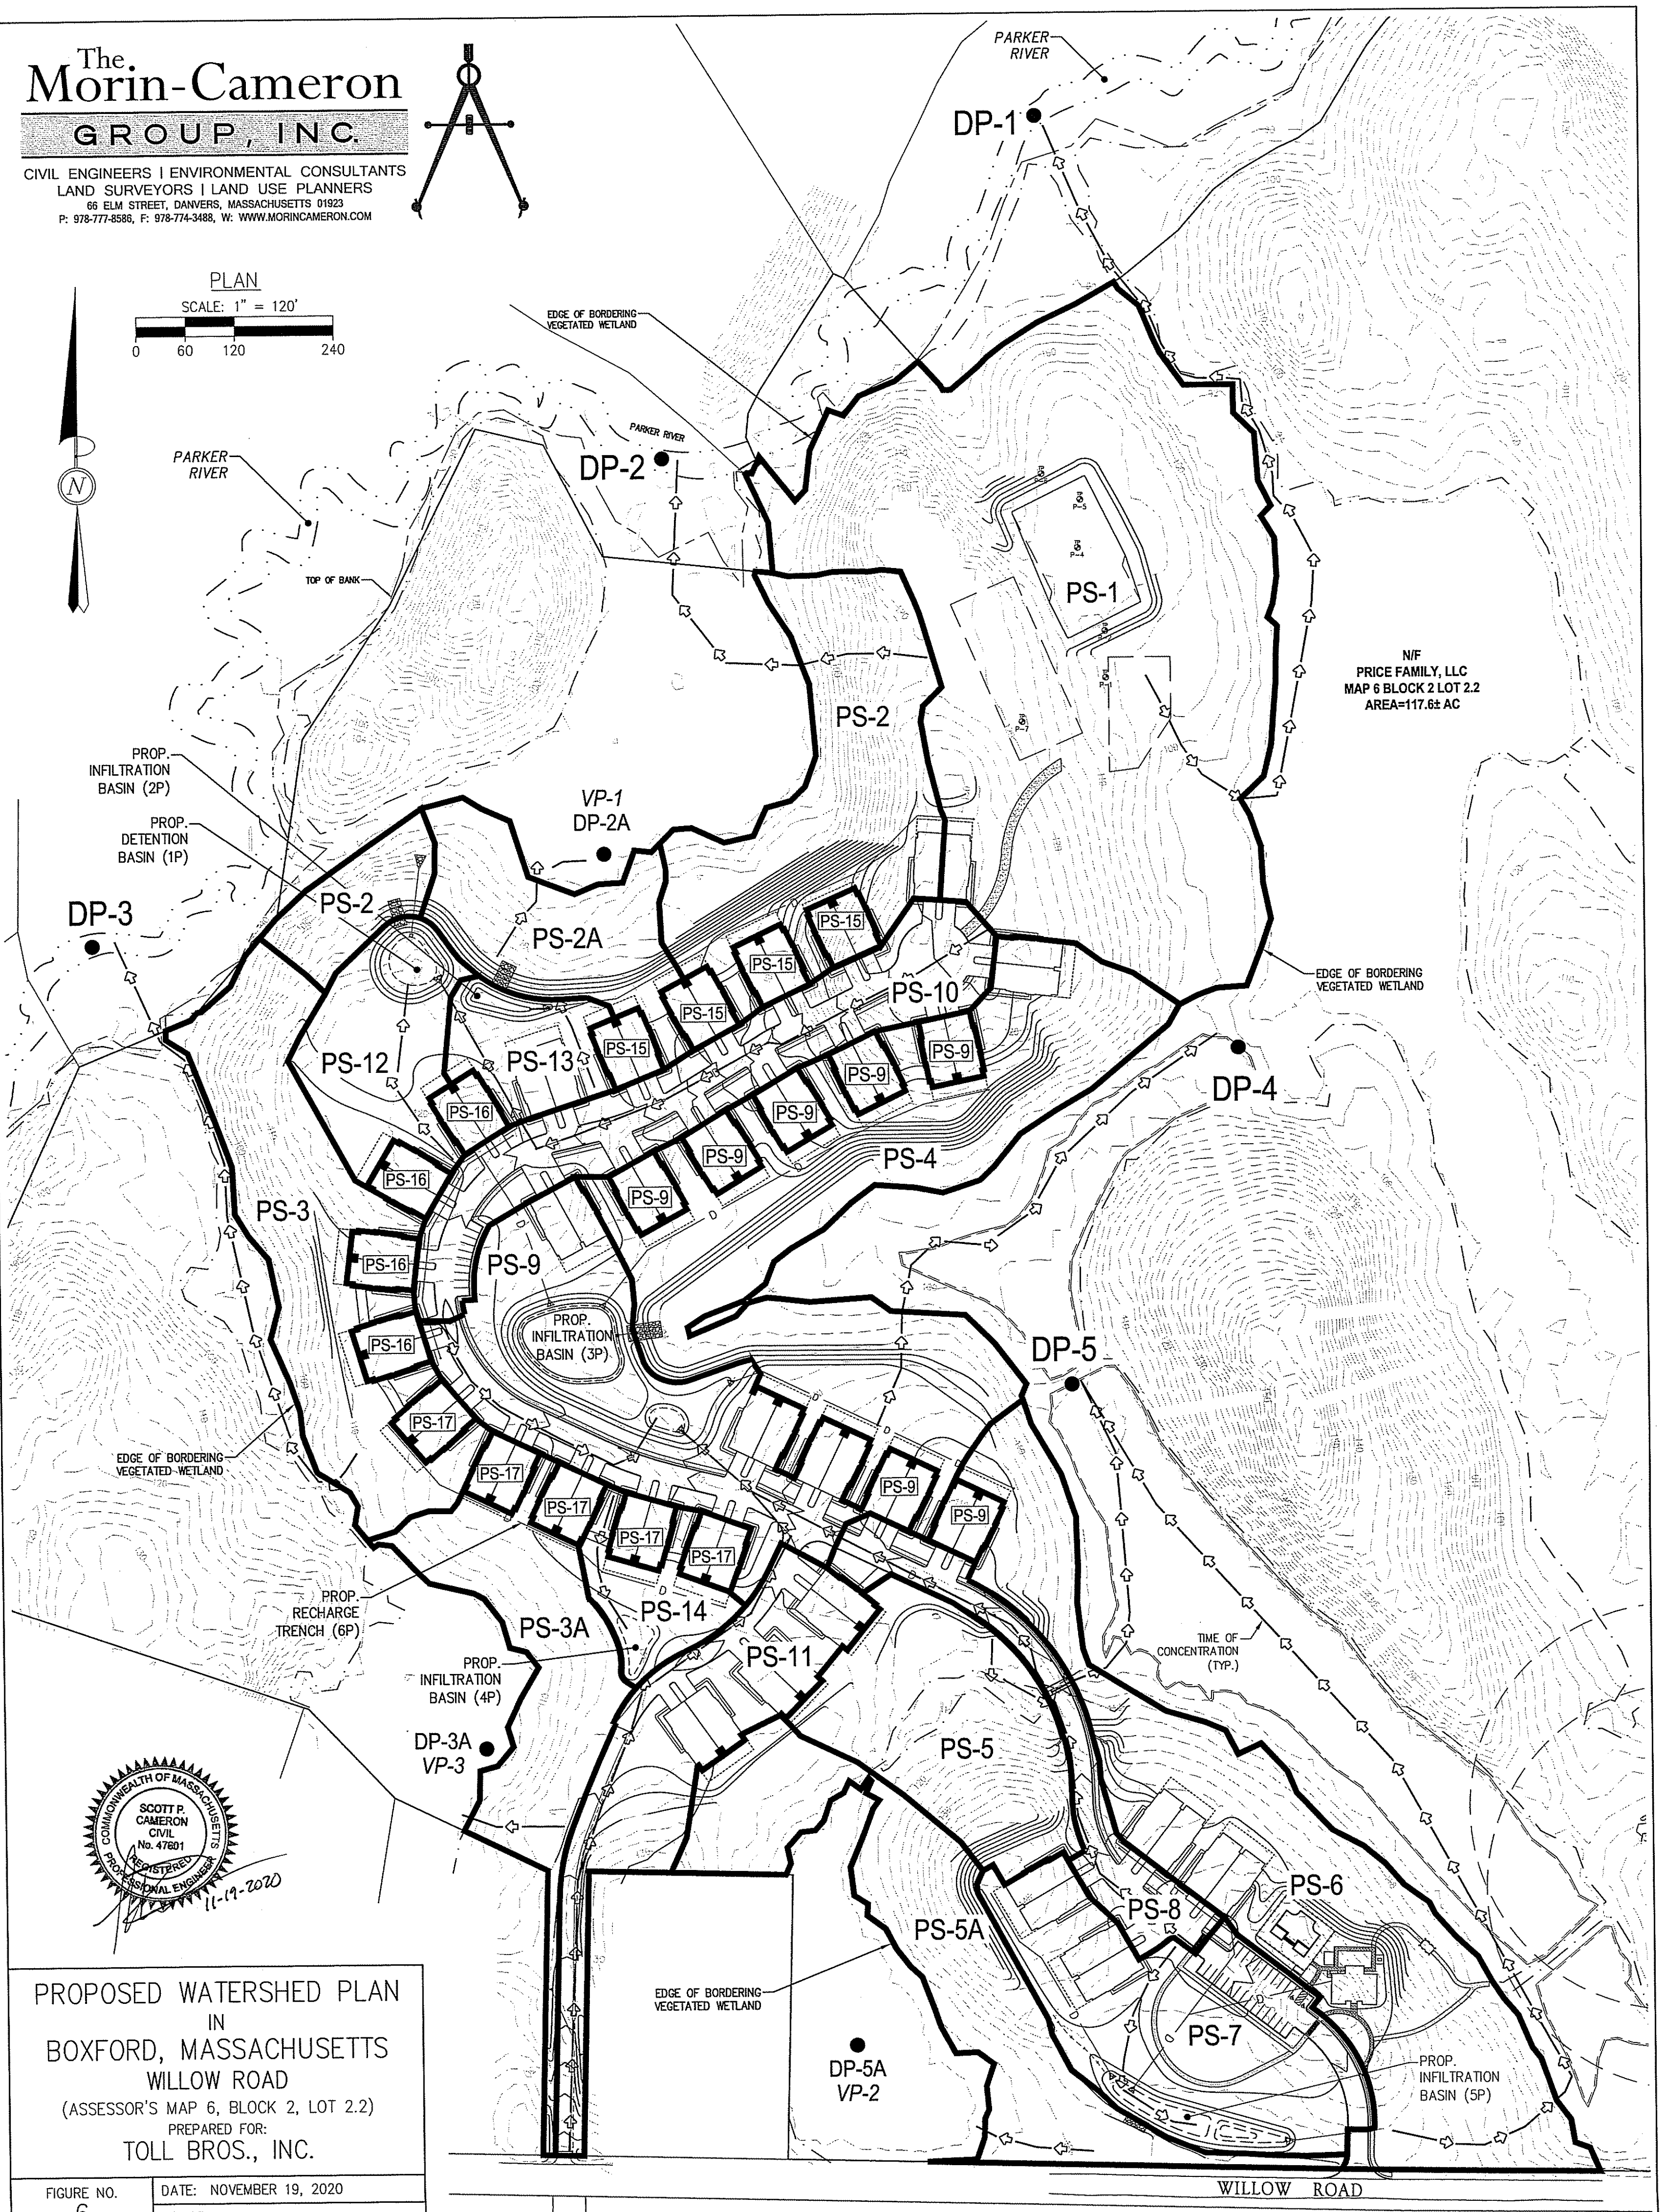 The
Morin-Cameron
GROUP, INC.
CIVIL ENGINEERS | ENVIRONMENTAL CONSULTANTS
LAND SURVEYORS | LAND USE PLANNERS
66 ELM STREET, DANVERS, MASSACHUSETTS 01923
P: 978-777-8586, F: 978-774-3488, W: WWW.MORINCAMERON.COM
PLAN
SCALE: 1" = 120'
0 60 120 240
N
PARKER
RIVER
DP-1
EDGE OF BORDERING
VEGETATED WETLAND
PARKER RIVER
DP-2
PARKER
RIVER
TOP OF BANK
P-5
P-4
PS-1
P-7
N/F
PRICE FAMILY, LLC
MAP 6 BLOCK 2 LOT 2.2
AREA=117.6± AC
PS-2
PROP.
INFILTRATION
BASIN (2P)
PROP.
DETENTION
BASIN (1P)
VP-1
DP-2A
DP-3
PS-2
PS-2A
PS-15
PS-15
PS-15
PS-15
PS-10
EDGE OF BORDERING
VEGETATED WETLAND
PS-12
PS-13
PS-9
PS-9
PS-9
PS-9
PS-9
DP-4
PS-16
PS-16
PS-16
PS-16
PS-4
PS-3
PS-9
PROP.
INFILTRATION
BASIN (3P)
DP-5
PS-17
PS-17
PS-17
PS-17
PS-17
PS-9
PS-9
EDGE OF BORDERING
VEGETATED WETLAND
PROP.
RECHARGE
TRENCH (6P)
PS-3A
PS-14
PS-11
TIME OF
CONCENTRATION
(TYP.)
PROP.
INFILTRATION
BASIN (4P)
DP-3A
VP-3
PS-5
COMMONWEALTH OF MASSACHUSETTS
SCOTT P.
CAMERON
CIVIL
No. 47601
REGISTERED
PROFESSIONAL ENGINEER
11-19-2020
PS-6
PS-8
PS-5A
EDGE OF BORDERING
VEGETATED WETLAND
PS-7
DP-5A
VP-2
PROP.
INFILTRATION
BASIN (5P)
WILLOW ROAD
PROPOSED WATERSHED PLAN
IN
BOXFORD, MASSACHUSETTS
WILLOW ROAD
(ASSESSOR'S MAP 6, BLOCK 2, LOT 2.2)
PREPARED FOR:
TOLL BROS., INC.
FIGURE NO.
DATE: NOVEMBER 19, 2020